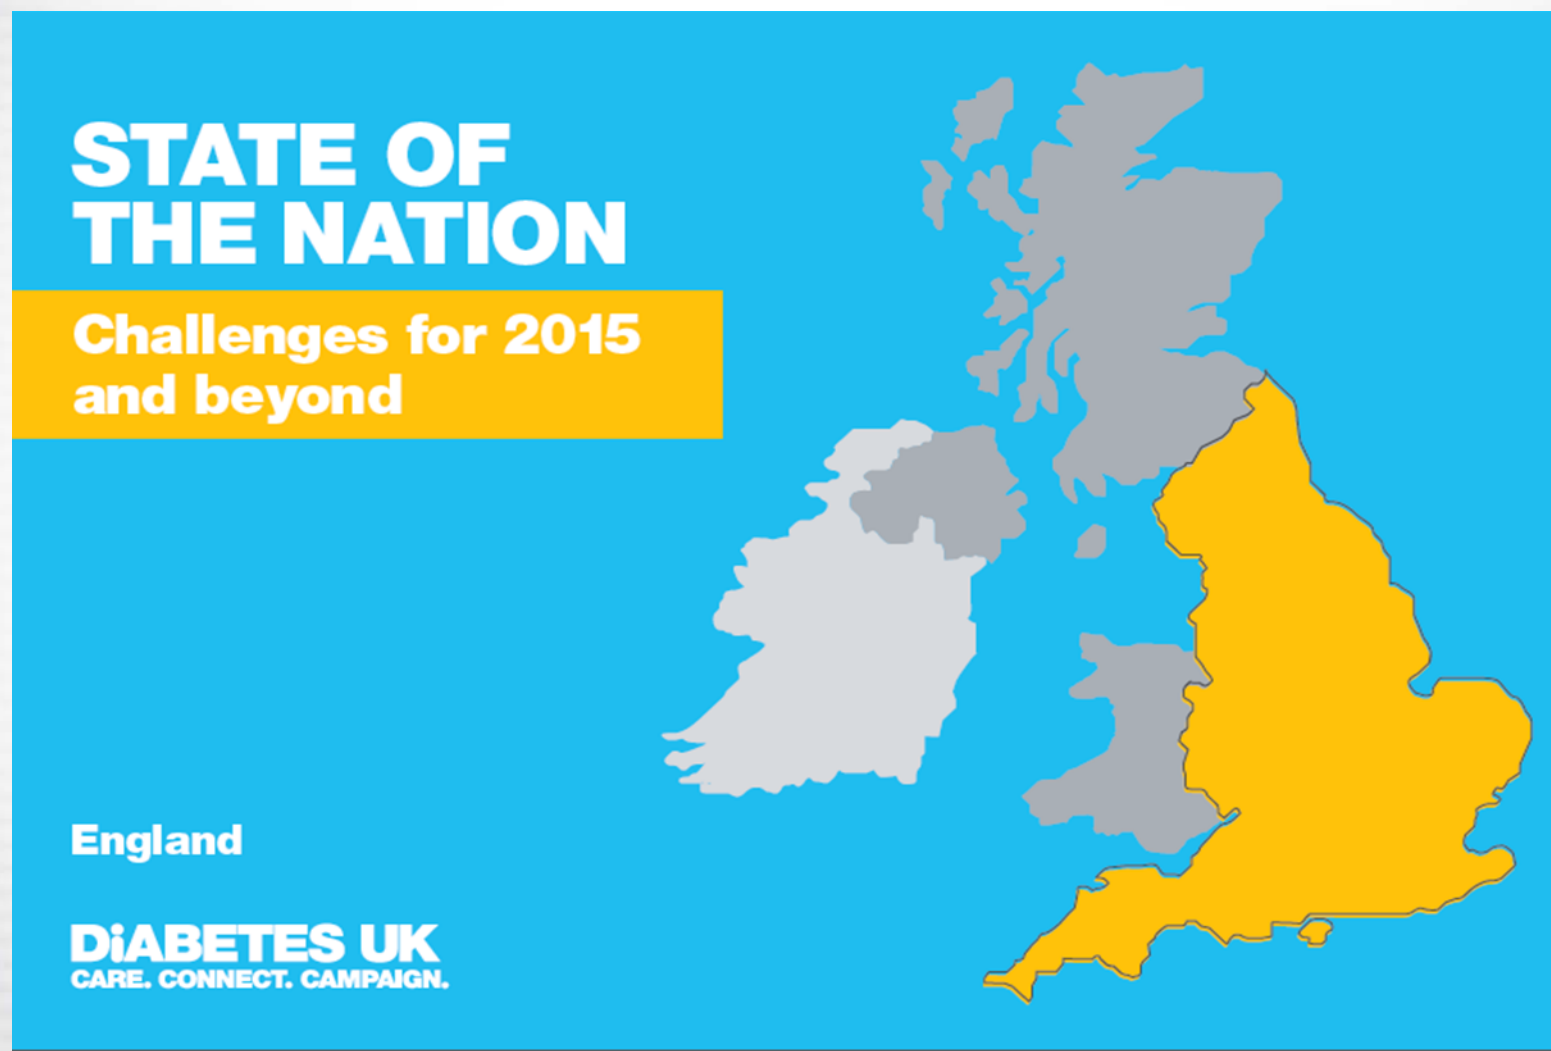 STATE OF
THE NATION
Challenges for 2015
and beyond
England
DiABETES UK
CARE. CONNECT. CAMPAIGN.